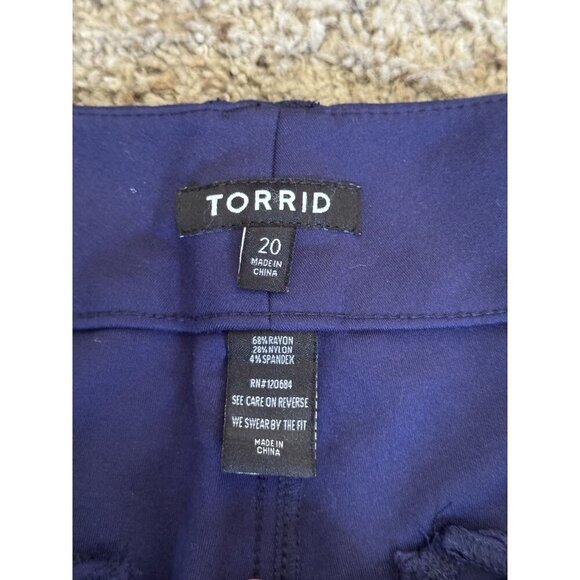 TORRID
20
MADE IN
CHINA
68% RAYON
28% NYLON
4% SPANDEX
RN#120684
SEE CARE ON REVERSE
WE SWEAR BY THE FIT
MADE IN
CHINA